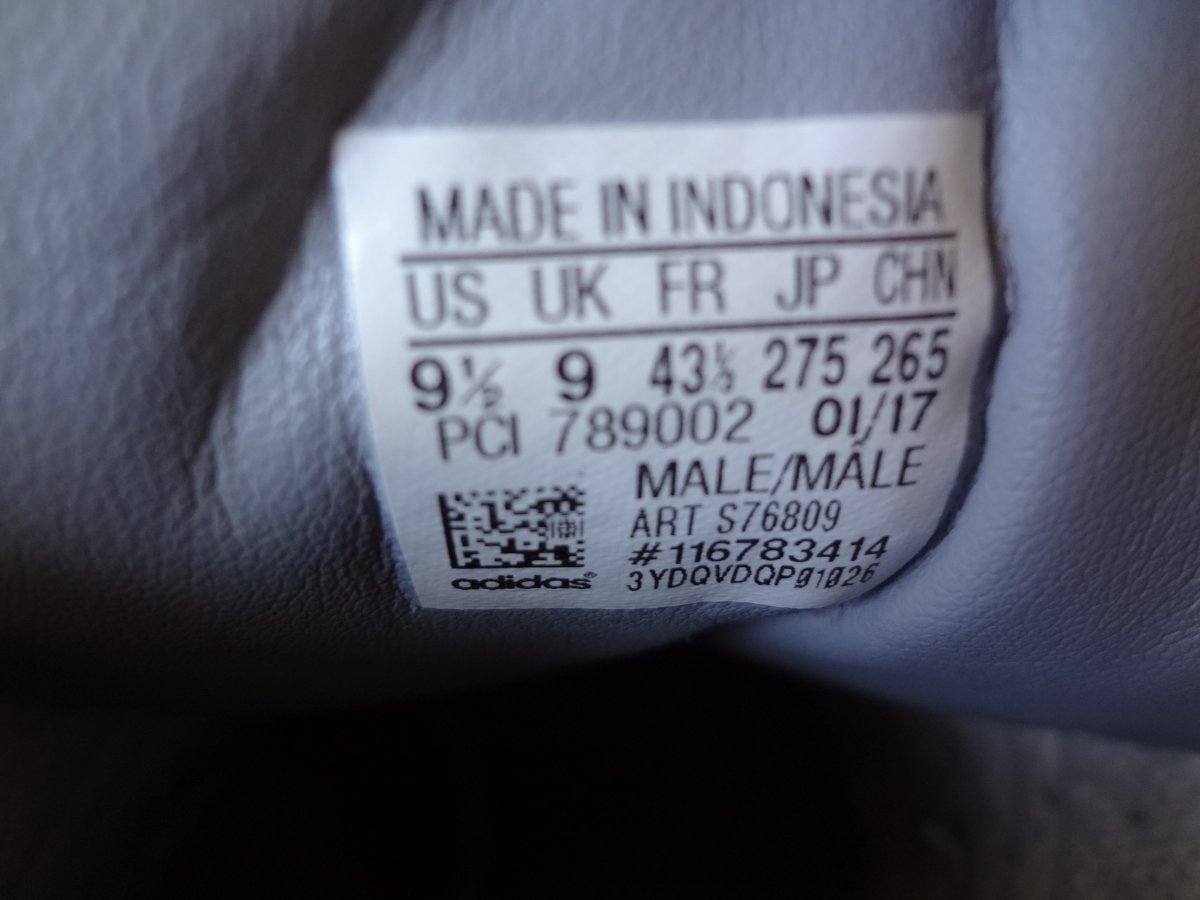 MADE IN INDONESIA
US UK FR JP CHN
9½ 9 43⅓ 275 265
PCI 789002 01/17
MALE/MÂLE
ART S76809
#116783414
adidas® 3YDQVDQP01026